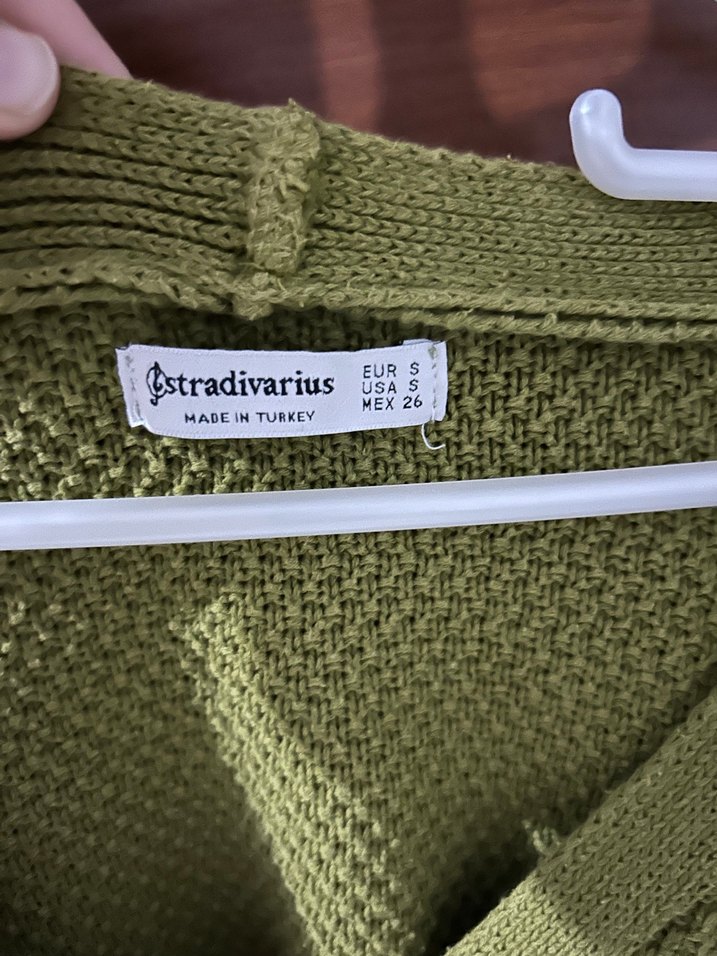 stradivarius
MADE IN TURKEY
EUR S
USA S
MEX 26